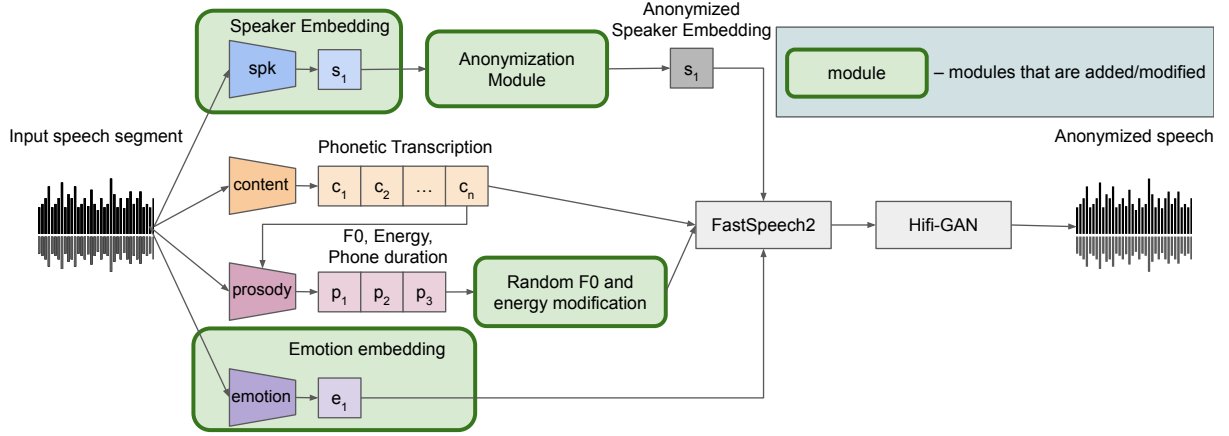 Speaker Embedding
spk
s1
Anonymization
Module
Anonymized
Speaker Embedding
s1
module
– modules that are added/modified
Input speech segment
Anonymized speech
Phonetic Transcription
content
c1 c2 … cn
FastSpeech2
Hifi-GAN
F0, Energy,
Phone duration
prosody
p1 p2 p3
Random F0 and
energy modification
Emotion embedding
emotion
e1